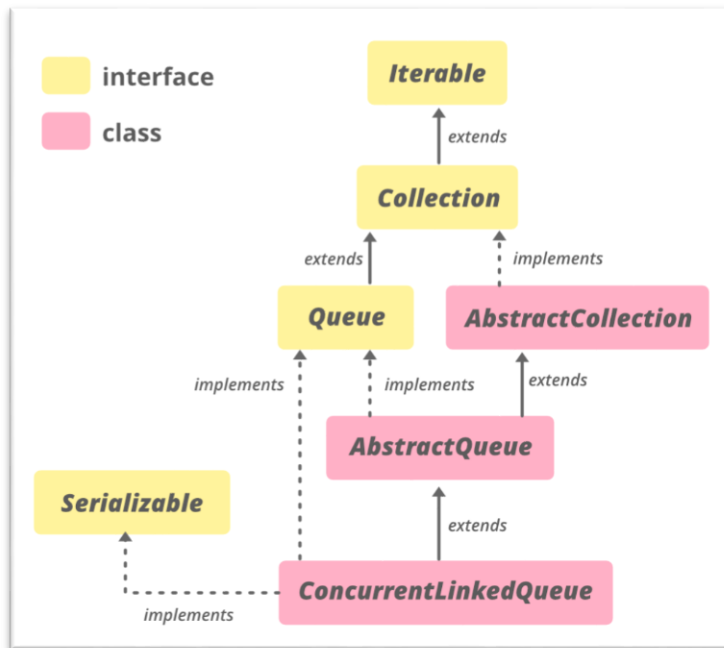 interface
class
Iterable
extends
Collection
extends
implements
Queue
AbstractCollection
implements
implements
extends
AbstractQueue
Serializable
extends
ConcurrentLinkedQueue
implements